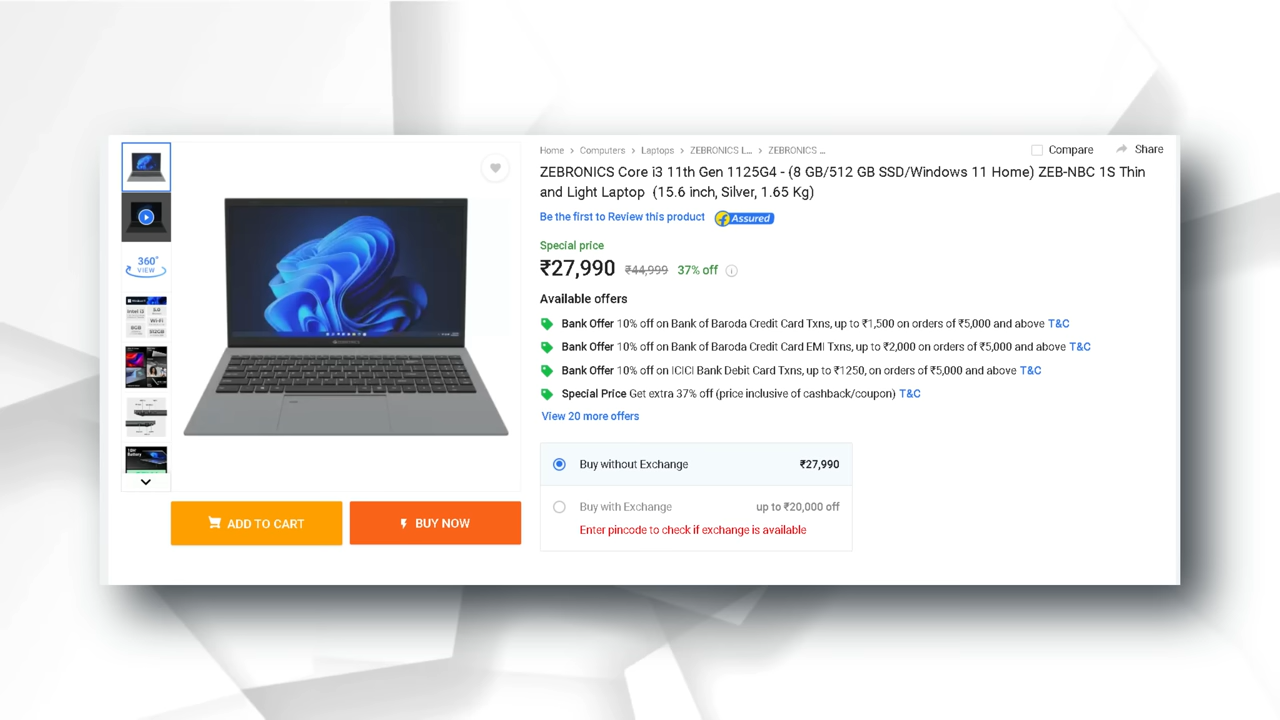 Home > Computers > Laptops > ZEBRONICS L... > ZEBRONICS ...
Compare
Share
ZEBRONICS Core i3 11th Gen 1125G4 - (8 GB/512 GB SSD/Windows 11 Home) ZEB-NBC 1S Thin
and Light Laptop (15.6 inch, Silver, 1.65 Kg)
Be the first to Review this product
Assured
Special price
₹27,990 ₹44,999 37% off
Available offers
Bank Offer 10% off on Bank of Baroda Credit Card Txns, up to ₹1,500 on orders of ₹5,000 and above T&C
Bank Offer 10% off on Bank of Baroda Credit Card EMI Txns, up to ₹2,000 on orders of ₹5,000 and above T&C
Bank Offer 10% off on ICICI Bank Debit Card Txns, up to ₹1250, on orders of ₹5,000 and above T&C
Special Price Get extra 37% off (price inclusive of cashback/coupon) T&C
View 20 more offers
Buy without Exchange ₹27,990
Buy with Exchange up to ₹20,000 off
Enter pincode to check if exchange is available
360°
VIEW
ADD TO CART
BUY NOW